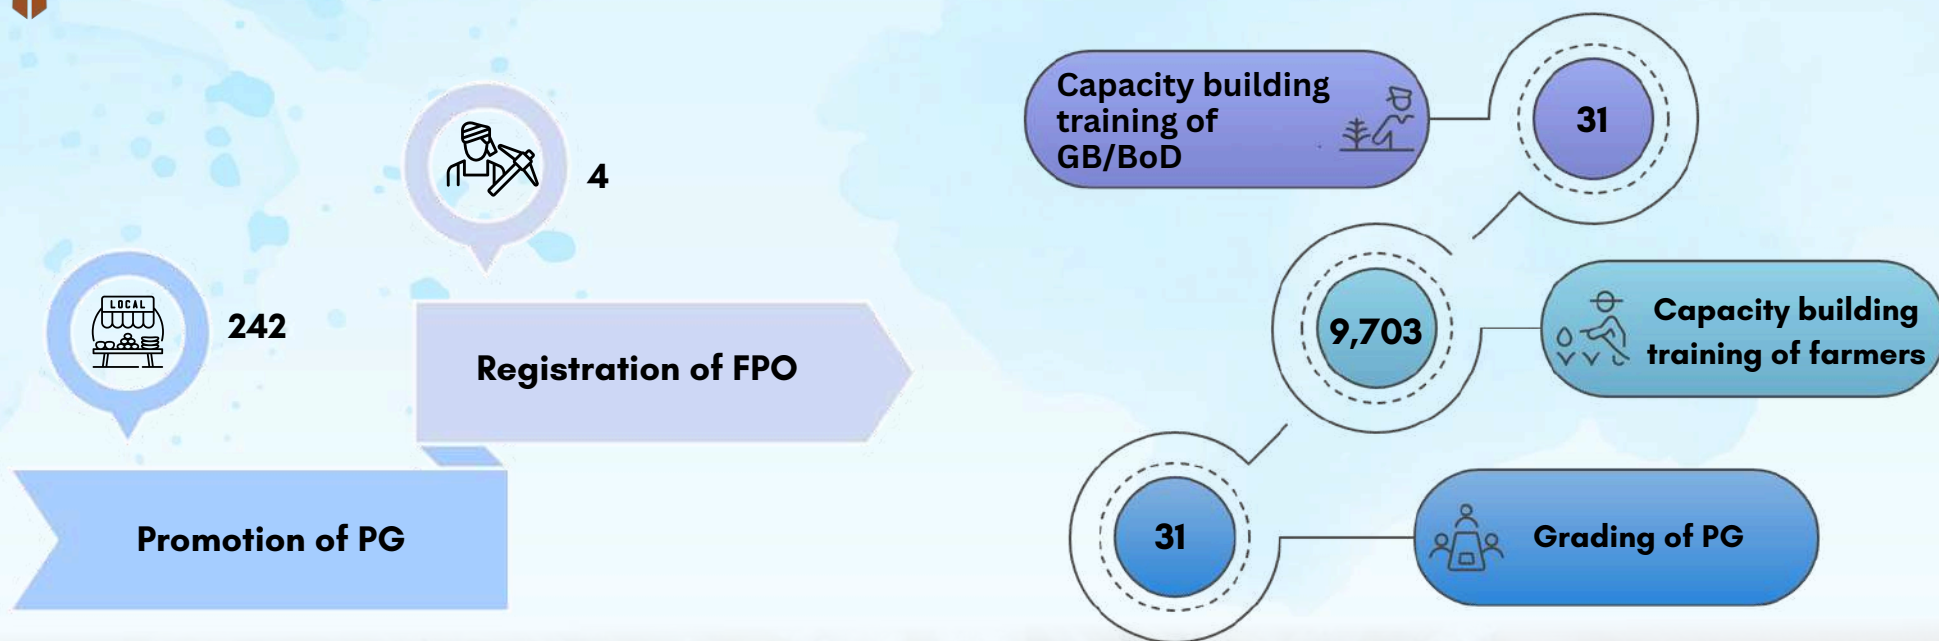 4
LOCAL
242
Registration of FPO
Promotion of PG
Capacity building
training of
GB/BoD
31
9,703
Capacity building
training of farmers
31
Grading of PG